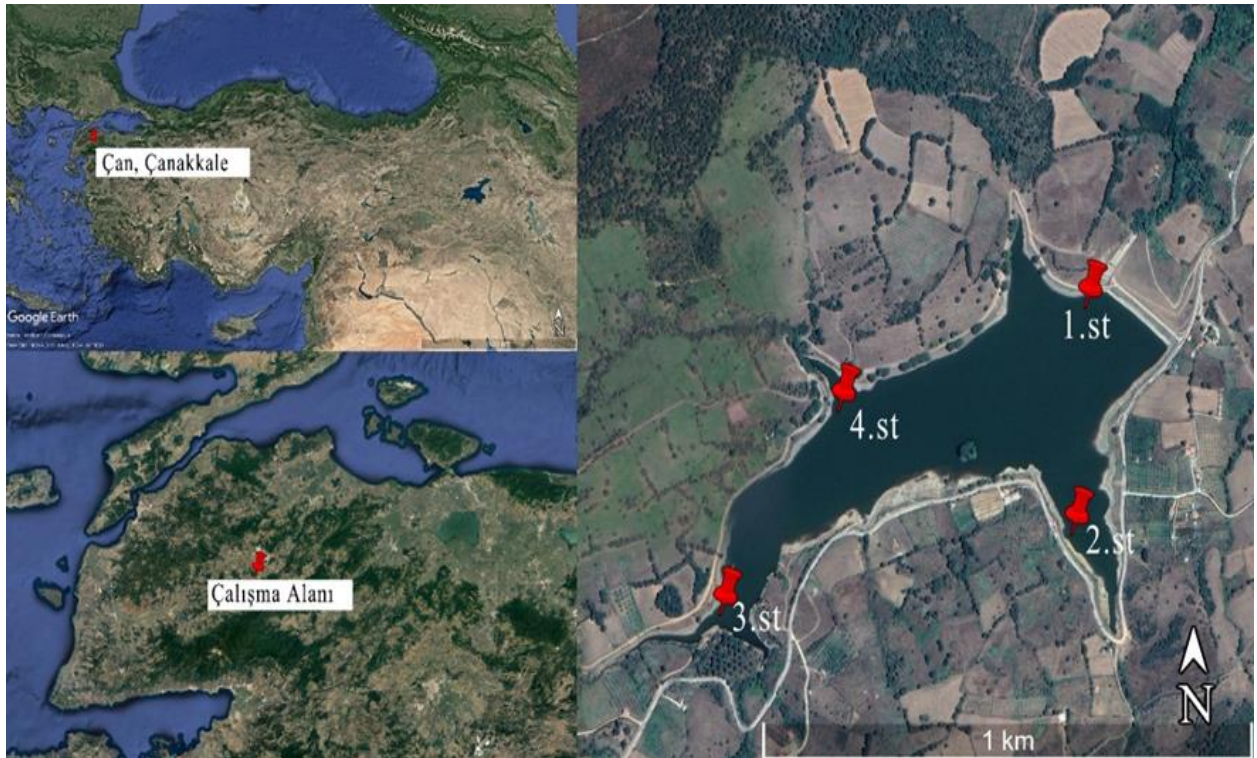 Çan, Çanakkale
Google Earth
N
Çalışma Alanı
1.st
4.st
2.st
3.st
N
1 km